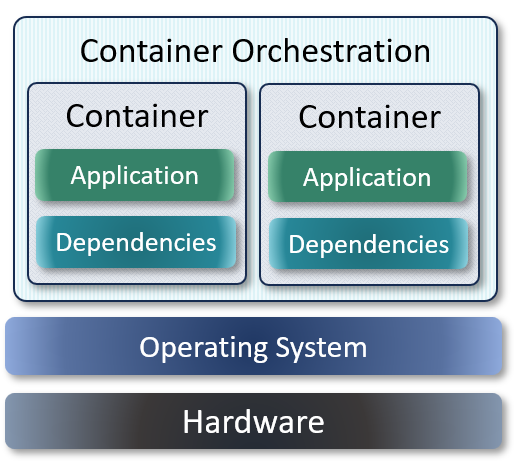 Container Orchestration
Container
Application
Dependencies
Container
Application
Dependencies
Operating System
Hardware